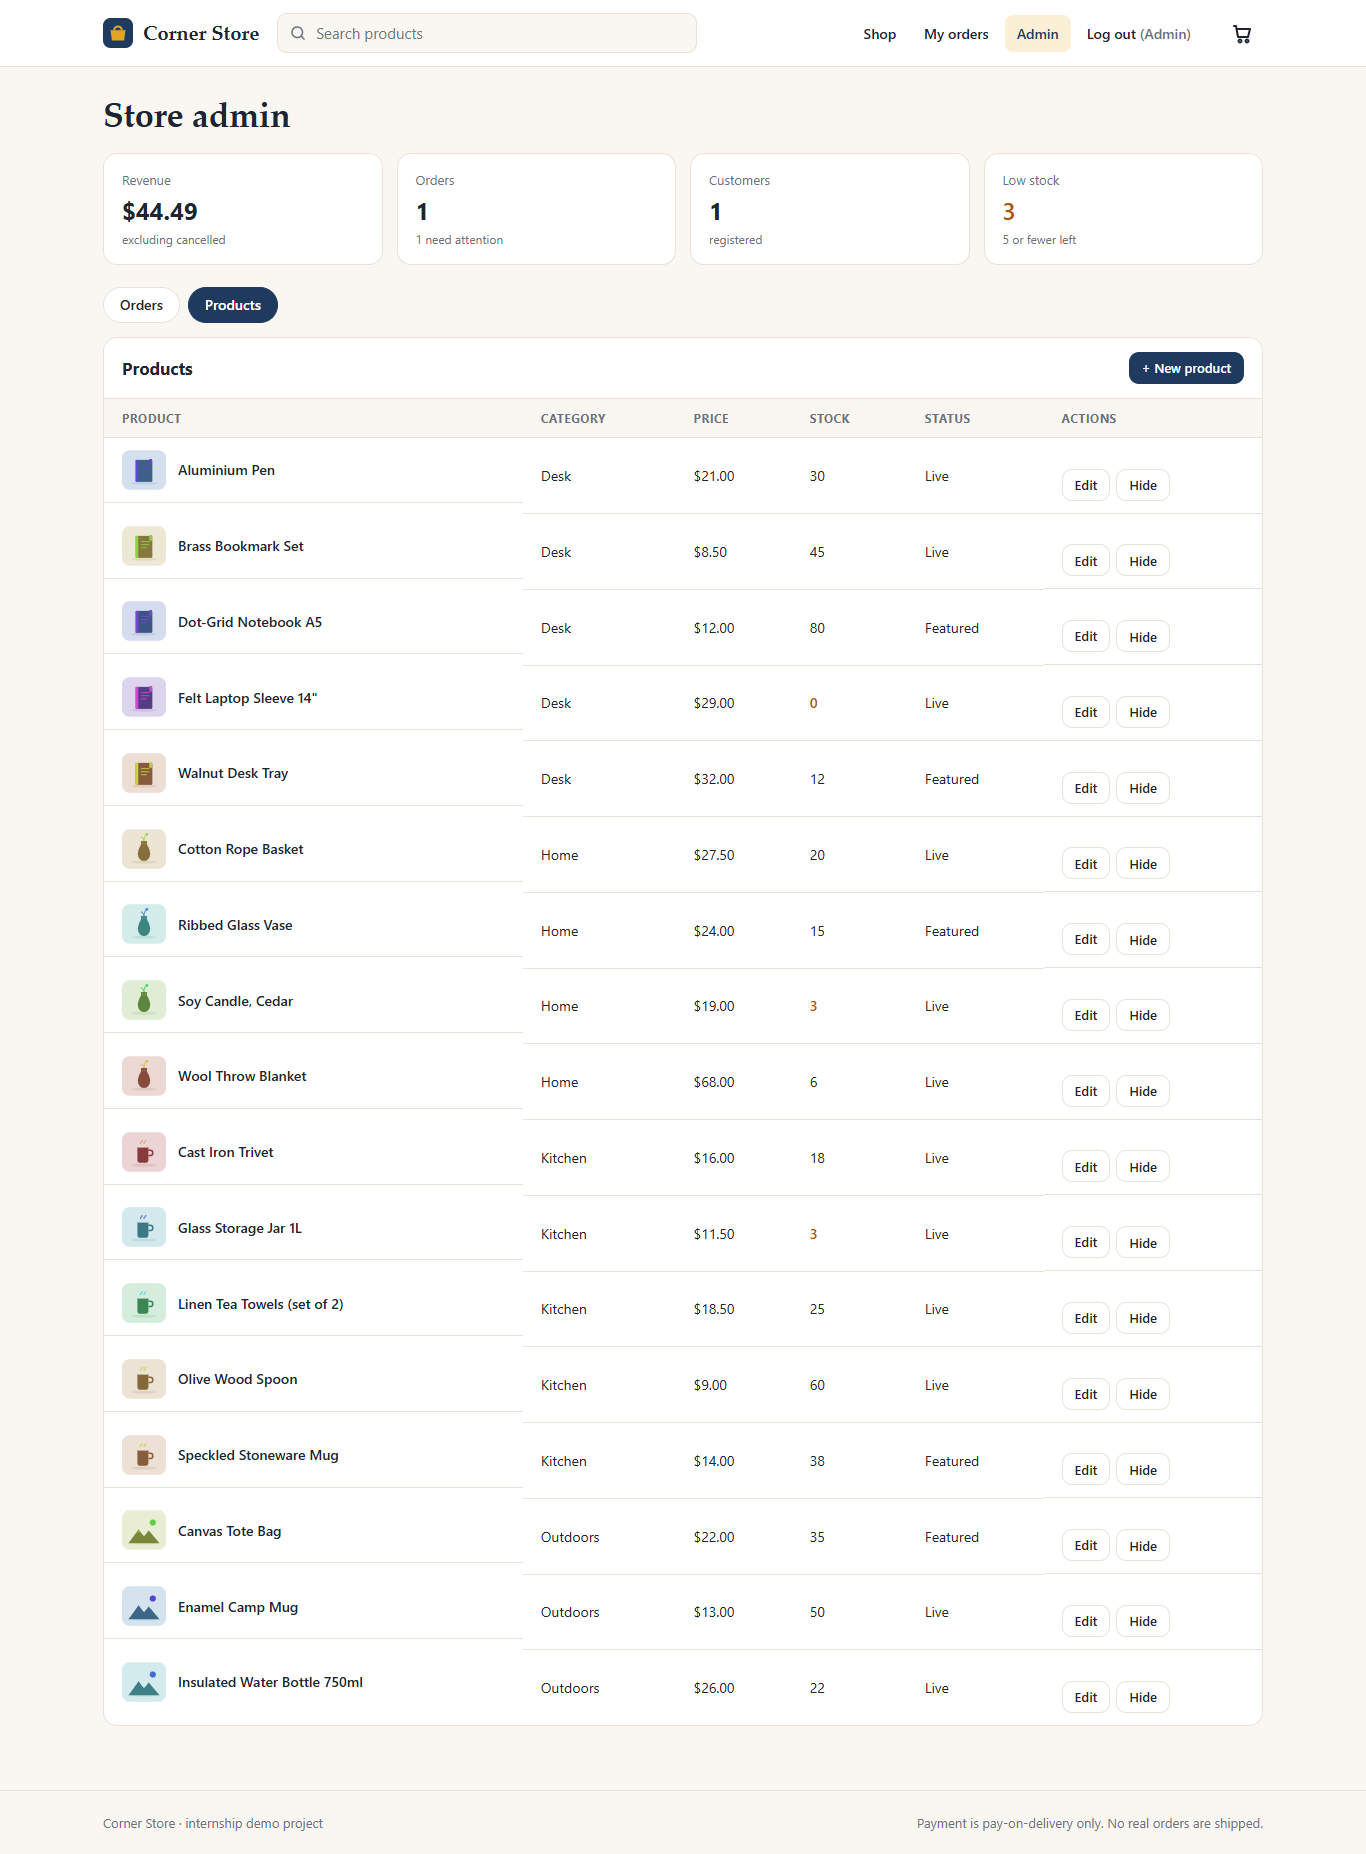 Corner Store
Search products
Shop My orders Admin Log out (Admin)
Store admin
Revenue
$44.49
excluding cancelled
Orders
1
1 need attention
Customers
1
registered
Low stock
3
5 or fewer left
Orders Products
Products
+ New product
PRODUCT CATEGORY PRICE STOCK STATUS ACTIONS
Aluminium Pen Desk $21.00 30 Live Edit Hide
Brass Bookmark Set Desk $8.50 45 Live Edit Hide
Dot-Grid Notebook A5 Desk $12.00 80 Featured Edit Hide
Felt Laptop Sleeve 14" Desk $29.00 0 Live Edit Hide
Walnut Desk Tray Desk $32.00 12 Featured Edit Hide
Cotton Rope Basket Home $27.50 20 Live Edit Hide
Ribbed Glass Vase Home $24.00 15 Featured Edit Hide
Soy Candle, Cedar Home $19.00 3 Live Edit Hide
Wool Throw Blanket Home $68.00 6 Live Edit Hide
Cast Iron Trivet Kitchen $16.00 18 Live Edit Hide
Glass Storage Jar 1L Kitchen $11.50 3 Live Edit Hide
Linen Tea Towels (set of 2) Kitchen $18.50 25 Live Edit Hide
Olive Wood Spoon Kitchen $9.00 60 Live Edit Hide
Speckled Stoneware Mug Kitchen $14.00 38 Featured Edit Hide
Canvas Tote Bag Outdoors $22.00 35 Featured Edit Hide
Enamel Camp Mug Outdoors $13.00 50 Live Edit Hide
Insulated Water Bottle 750ml Outdoors $26.00 22 Live Edit Hide
Corner Store · internship demo project
Payment is pay-on-delivery only. No real orders are shipped.